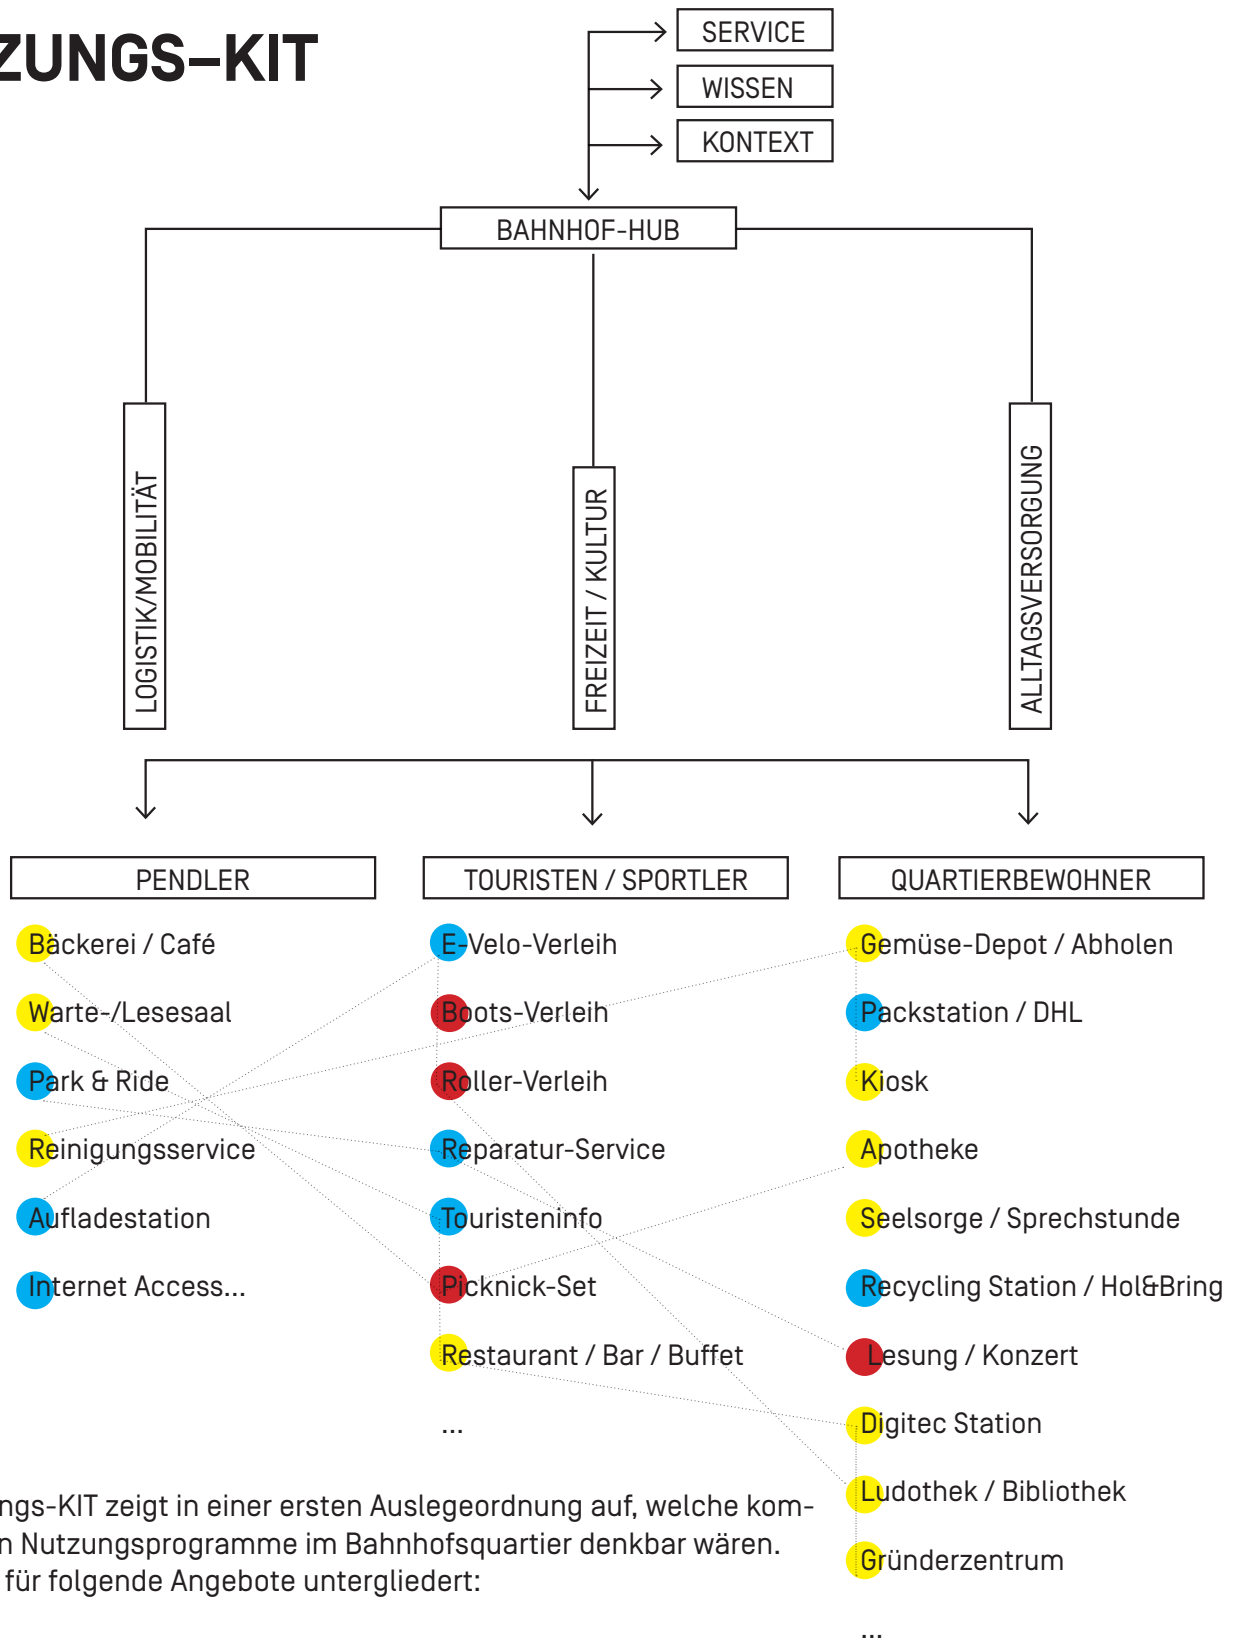 ZUNGS–KIT
SERVICE
WISSEN
KONTEXT
BAHNHOF-HUB
LOGISTIK/MOBILITÄT
FREIZEIT / KULTUR
ALLTAGSVERSORGUNG
PENDLER
Bäckerei / Café
Warte-/Lesesaal
Park & Ride
Reinigungsservice
Aufladestation
Internet Access...
TOURISTEN / SPORTLER
E-Velo-Verleih
Boots-Verleih
Roller-Verleih
Reparatur-Service
Touristeninfo
Picknick-Set
Restaurant / Bar / Buffet
...
QUARTIERBEWOHNER
Gemüse-Depot / Abholen
Packstation / DHL
Kiosk
Apotheke
Seelsorge / Sprechstunde
Recycling Station / Hol&Bring
Lesung / Konzert
Digitec Station
Ludothek / Bibliothek
Gründerzentrum
...
ngs-KIT zeigt in einer ersten Auslegeordnung auf, welche kom-
n Nutzungsprogramme im Bahnhofsquartier denkbar wären.
für folgende Angebote untergliedert: